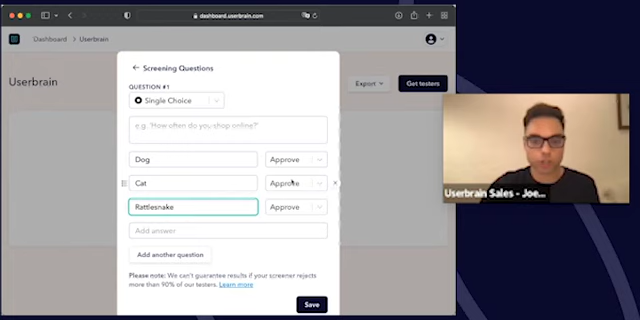 dashboard.userbrain.com
Dashboard > Userbrain
Userbrain
Export
Get testers
← Screening Questions
QUESTION #1
Single Choice
e.g. 'How often do you shop online?'
Dog
Approve
Cat
Approve
Rattlesnake
Approve
Add answer
Add another question
Please note: We can't guarantee results if your screener rejects
more than 90% of our testers. Learn more
Save
Userbrain Sales - Joe...